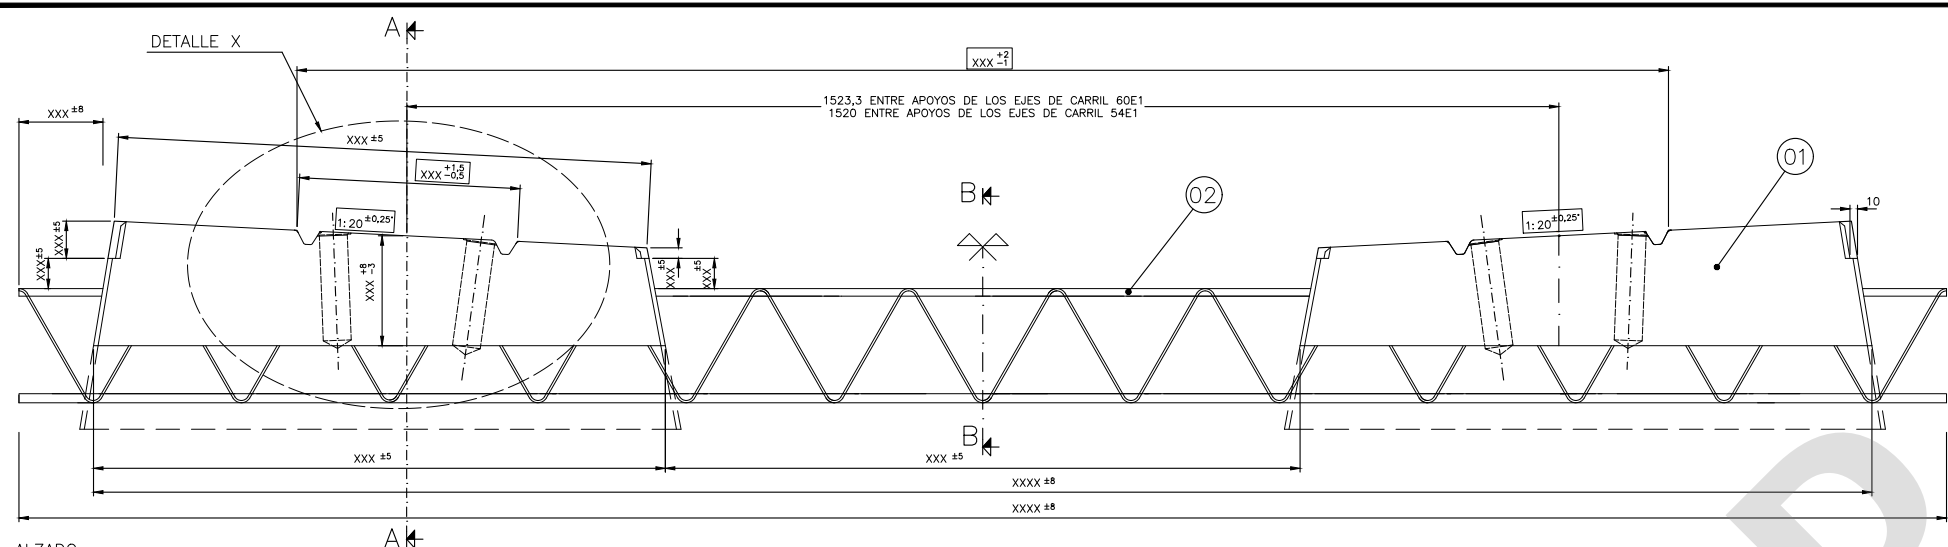 A
DETALLE X
XXX +2 -1
1523,3 ENTRE APOYOS DE LOS EJES DE CARRIL 60E1
1520 ENTRE APOYOS DE LOS EJES DE CARRIL 54E1
XXX ±8
XXX ±5
XXX +1,5 -0,5
01
B
02
10
1:20 ±0,25°
1:20 ±0,25°
XXX ±5
XXX ±5
XXX +8 -3
XXX ±5
XXX ±5
B
XXX ±5
XXX ±5
XXXX ±8
XXXX ±8
A
ALZADO
D